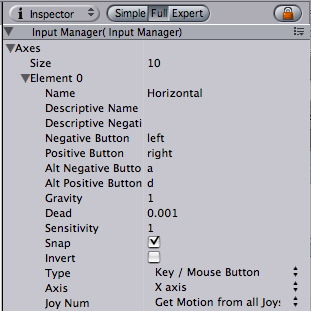 Inspector
Simple Full Expert
Input Manager( Input Manager)
Axes
Size 10
Element 0
Name Horizontal
Descriptive Name
Descriptive Negati
Negative Button left
Positive Button right
Alt Negative Butto a
Alt Positive Button d
Gravity 1
Dead 0.001
Sensitivity 1
Snap
Invert
Type Key / Mouse Button
Axis X axis
Joy Num Get Motion from all Joys